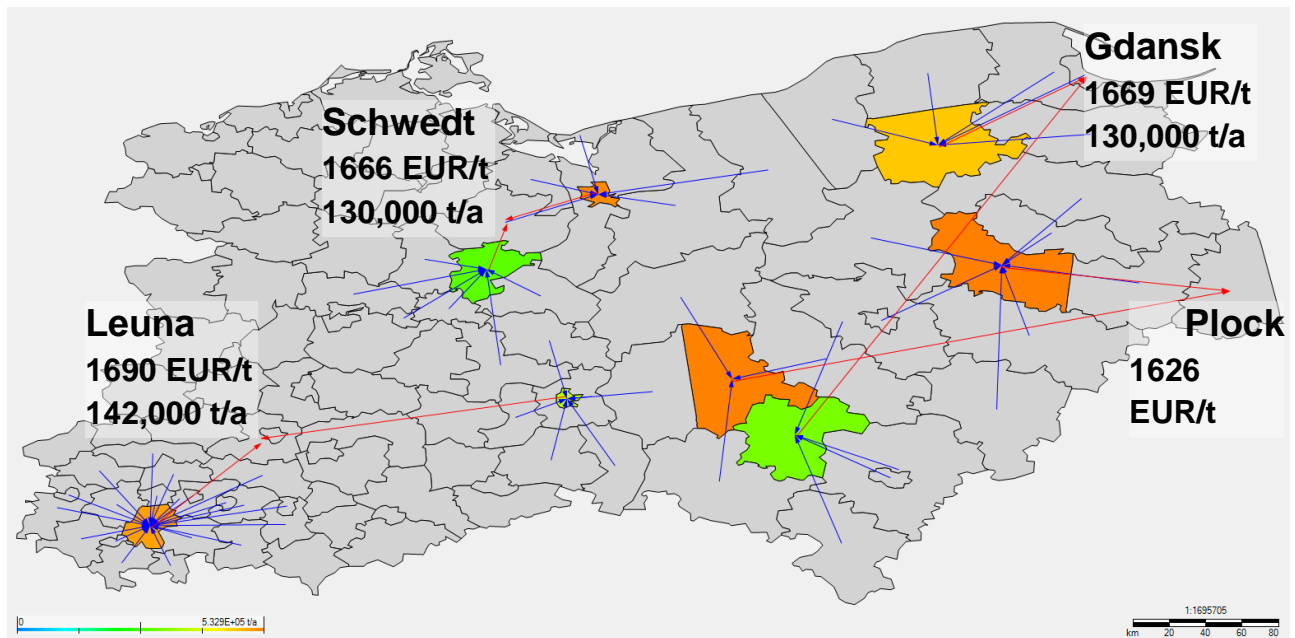 Gdansk
1669 EUR/t
130,000 t/a
Schwedt
1666 EUR/t
130,000 t/a
Leuna
1690 EUR/t
142,000 t/a
Plock
1626
EUR/t
0 5.329E+05 t/a
1:1695705
km 20 40 60 80